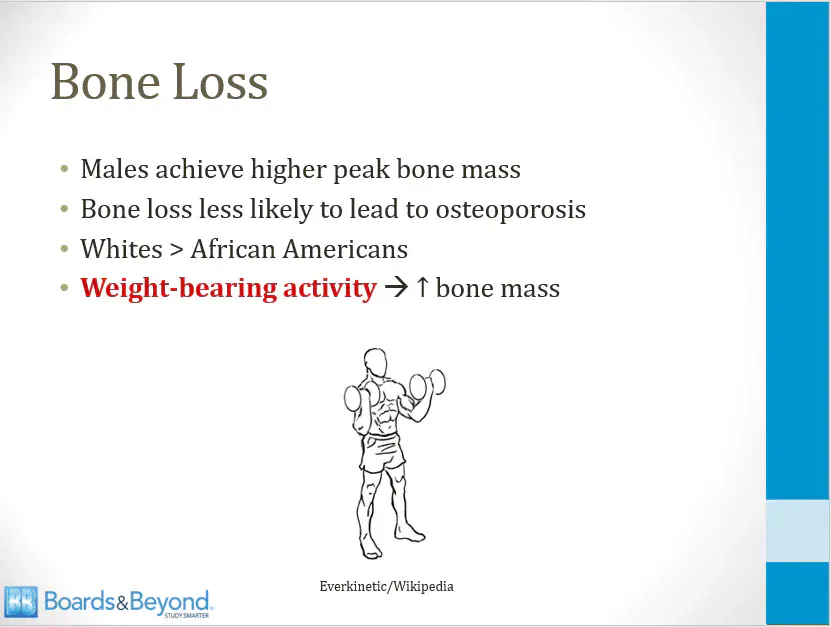 Bone Loss
• Males achieve higher peak bone mass
• Bone loss less likely to lead to osteoporosis
• Whites > African Americans
• Weight-bearing activity → ↑ bone mass
Everkinetic/Wikipedia
BB Boards&Beyond.
STUDY SMARTER